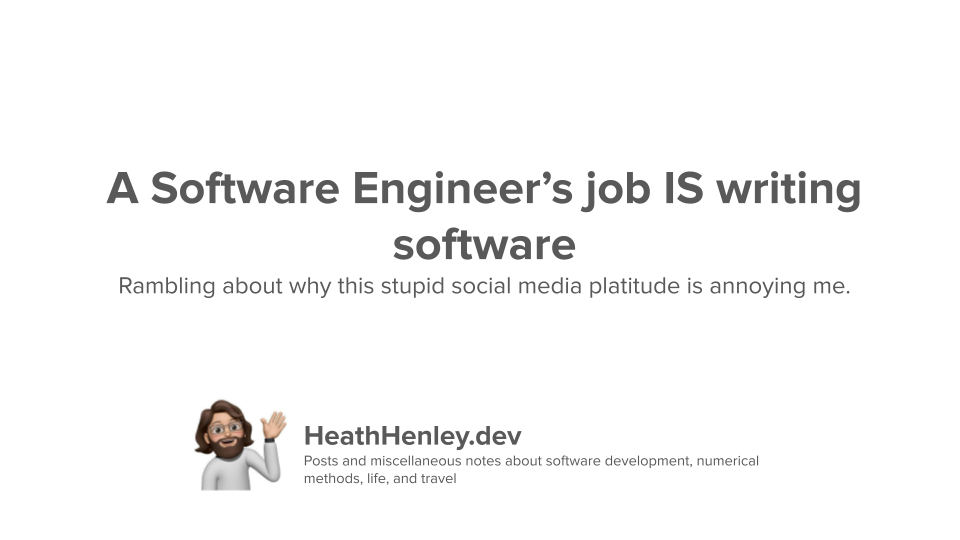 A Software Engineer’s job IS writing
software
Rambling about why this stupid social media platitude is annoying me.
HeathHenley.dev
Posts and miscellaneous notes about software development, numerical
methods, life, and travel